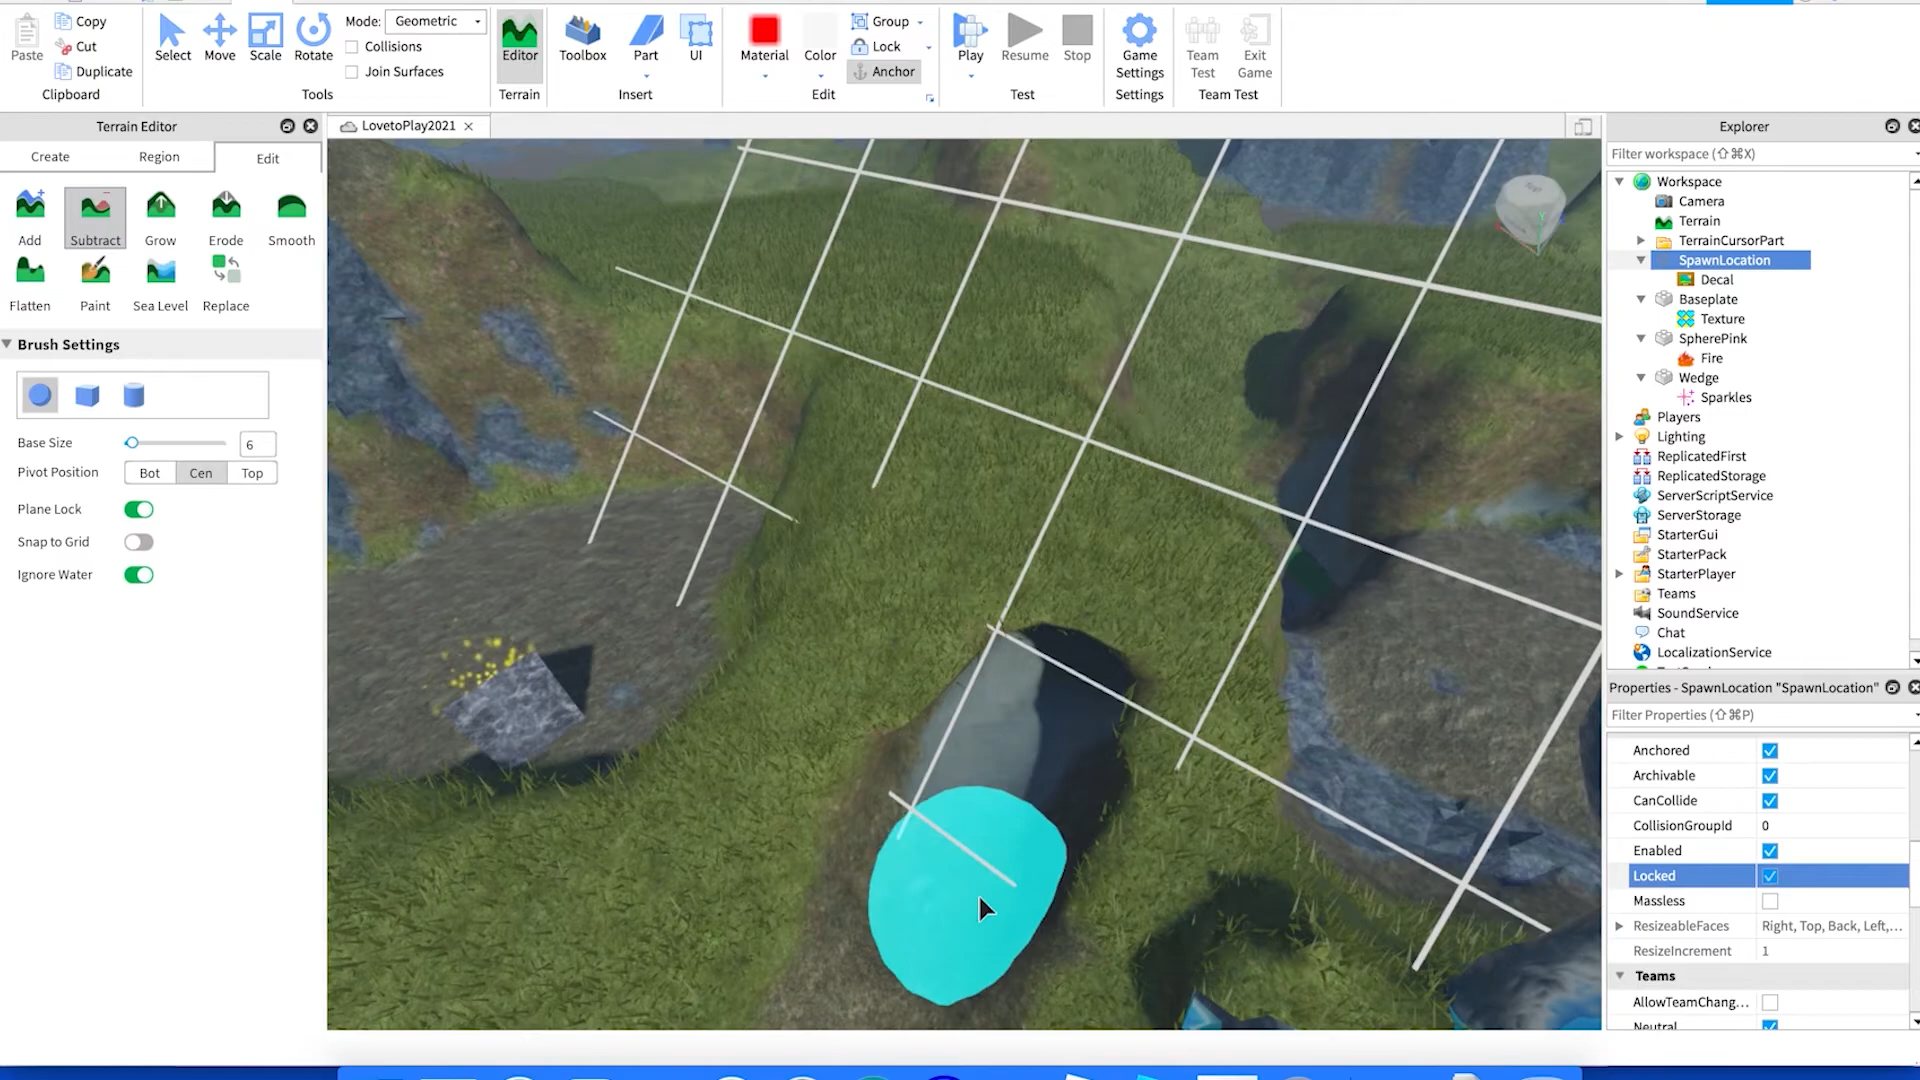 Copy
Cut
Duplicate
Paste
Clipboard
Select
Move
Scale
Rotate
Mode: Geometric
Collisions
Join Surfaces
Tools
Editor
Terrain
Toolbox
Part
UI
Insert
Material
Color
Group
Lock
Anchor
Edit
Play
Resume
Stop
Test
Game
Settings
Settings
Team
Test
Exit
Game
Team Test
Terrain Editor
Create
Region
Edit
Add
Subtract
Grow
Erode
Smooth
Flatten
Paint
Sea Level
Replace
Brush Settings
Base Size 6
Pivot Position Bot Cen Top
Plane Lock
Snap to Grid
Ignore Water
LovetoPlay2021
Top
Y
Explorer
Filter workspace (⇧⌘X)
Workspace
Camera
Terrain
TerrainCursorPart
SpawnLocation
Decal
Baseplate
Texture
SpherePink
Fire
Wedge
Sparkles
Players
Lighting
ReplicatedFirst
ReplicatedStorage
ServerScriptService
ServerStorage
StarterGui
StarterPack
StarterPlayer
Teams
SoundService
Chat
LocalizationService
Properties - SpawnLocation "SpawnLocation"
Filter Properties (⇧⌘P)
Anchored
Archivable
CanCollide
CollisionGroupId 0
Enabled
Locked
Massless
ResizeableFaces Right, Top, Back, Left,...
ResizeIncrement 1
Teams
AllowTeamChang...
Neutral